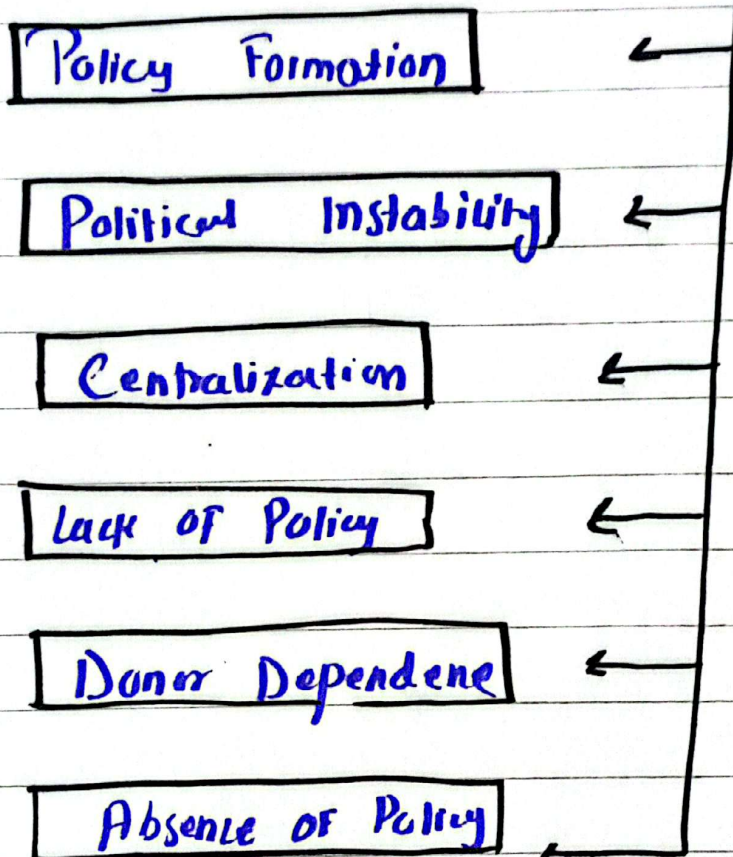 Policy Formation
Political Instability
Centralization
Lack of Policy
Donor Dependene
Absence of Policy